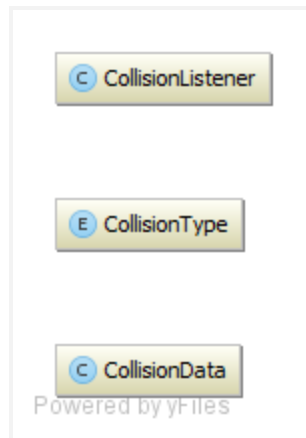 C CollisionListener
E CollisionType
C CollisionData
Powered by yFiles